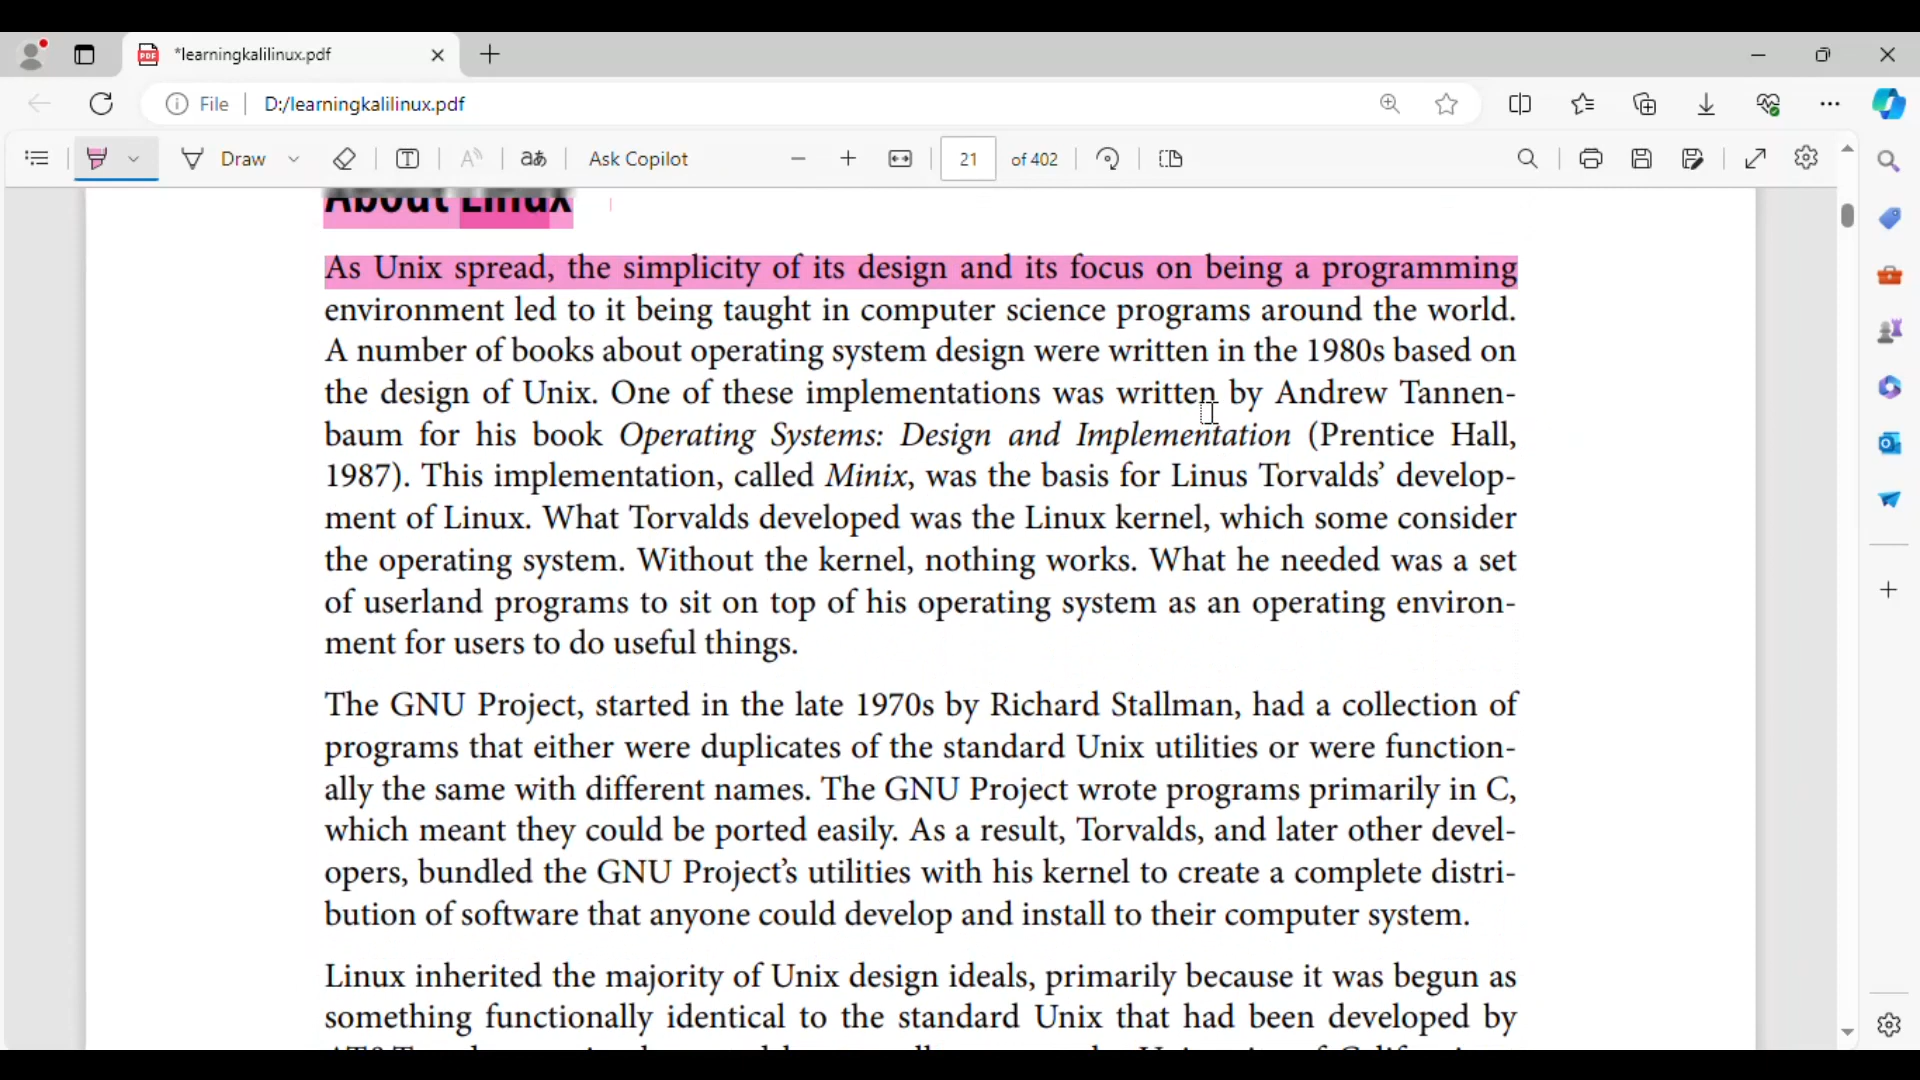 *learningkalilinux.pdf
File
D:/learningkalilinux.pdf
Draw
Ask Copilot
21
of 402
About Linux
As Unix spread, the simplicity of its design and its focus on being a programming
environment led to it being taught in computer science programs around the world.
A number of books about operating system design were written in the 1980s based on
the design of Unix. One of these implementations was written by Andrew Tannen-
baum for his book Operating Systems: Design and Implementation (Prentice Hall,
1987). This implementation, called Minix, was the basis for Linus Torvalds’ develop-
ment of Linux. What Torvalds developed was the Linux kernel, which some consider
the operating system. Without the kernel, nothing works. What he needed was a set
of userland programs to sit on top of his operating system as an operating environ-
ment for users to do useful things.
The GNU Project, started in the late 1970s by Richard Stallman, had a collection of
programs that either were duplicates of the standard Unix utilities or were function-
ally the same with different names. The GNU Project wrote programs primarily in C,
which meant they could be ported easily. As a result, Torvalds, and later other devel-
opers, bundled the GNU Project’s utilities with his kernel to create a complete distri-
bution of software that anyone could develop and install to their computer system.
Linux inherited the majority of Unix design ideals, primarily because it was begun as
something functionally identical to the standard Unix that had been developed by